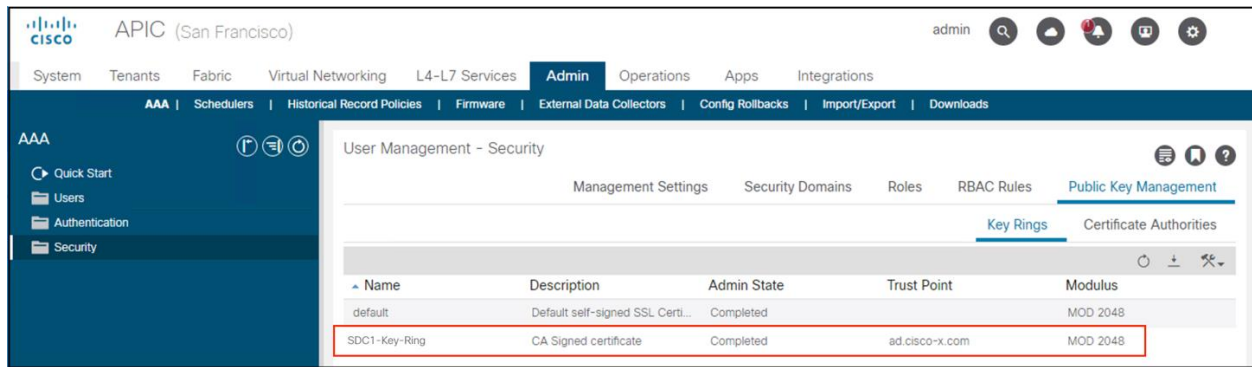 CISCO APIC (San Francisco) admin 1
System Tenants Fabric Virtual Networking L4-L7 Services Admin Operations Apps Integrations
AAA | Schedulers | Historical Record Policies | Firmware | External Data Collectors | Config Rollbacks | Import/Export | Downloads
AAA
Quick Start
Users
Authentication
Security
User Management - Security
Management Settings Security Domains Roles RBAC Rules Public Key Management
Key Rings Certificate Authorities
Name Description Admin State Trust Point Modulus
default Default self-signed SSL Certi... Completed MOD 2048
SDC1-Key-Ring CA Signed certificate Completed ad.cisco-x.com MOD 2048